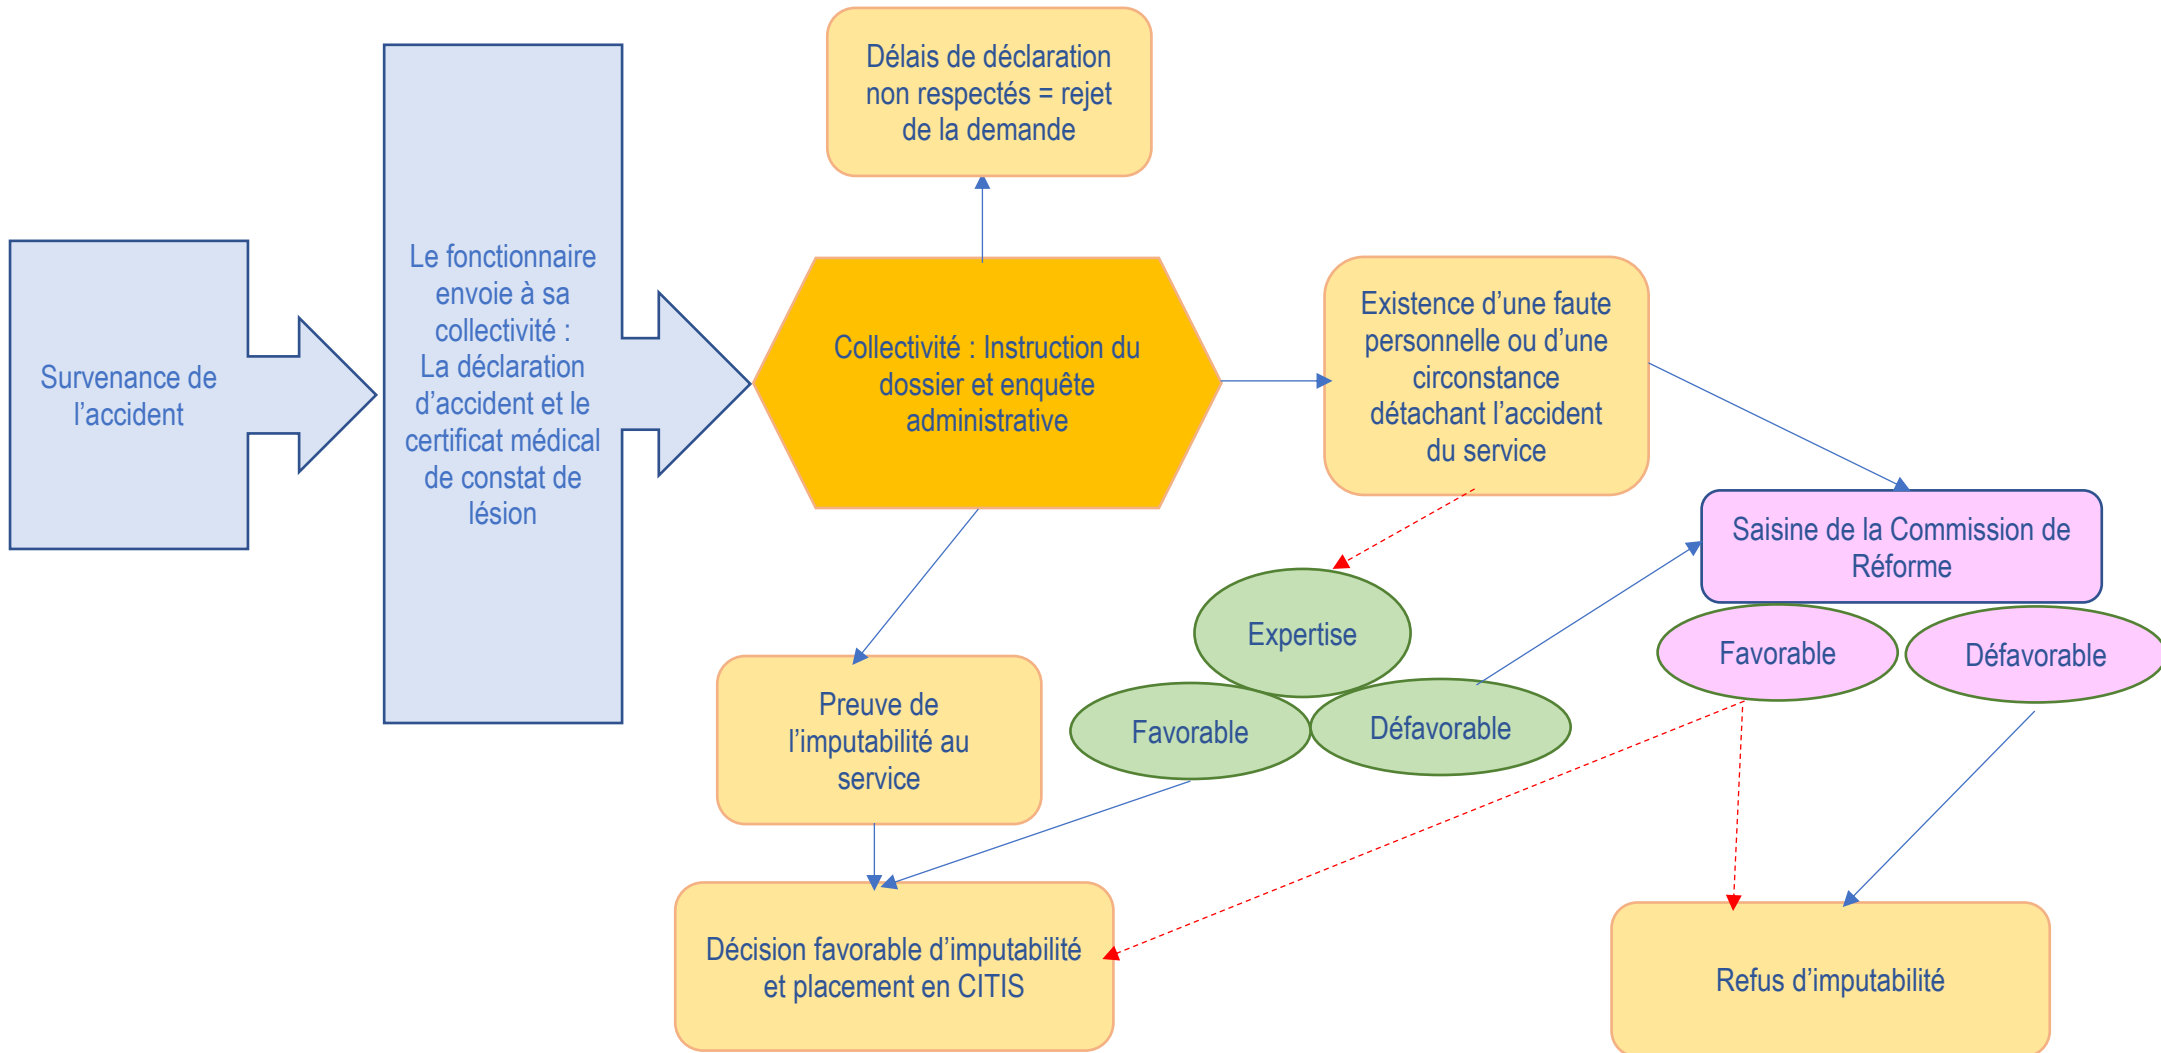 Délais de déclaration
non respectés = rejet
de la demande
Survenance de
l’accident
Le fonctionnaire
envoie à sa
collectivité :
La déclaration
d’accident et le
certificat médical
de constat de
lésion
Collectivité : Instruction du
dossier et enquête
administrative
Existence d’une faute
personnelle ou d’une
circonstance
détachant l’accident
du service
Saisine de la Commission de
Réforme
Favorable
Défavorable
Expertise
Favorable
Défavorable
Preuve de
l’imputabilité au
service
Décision favorable d’imputabilité
et placement en CITIS
Refus d’imputabilité